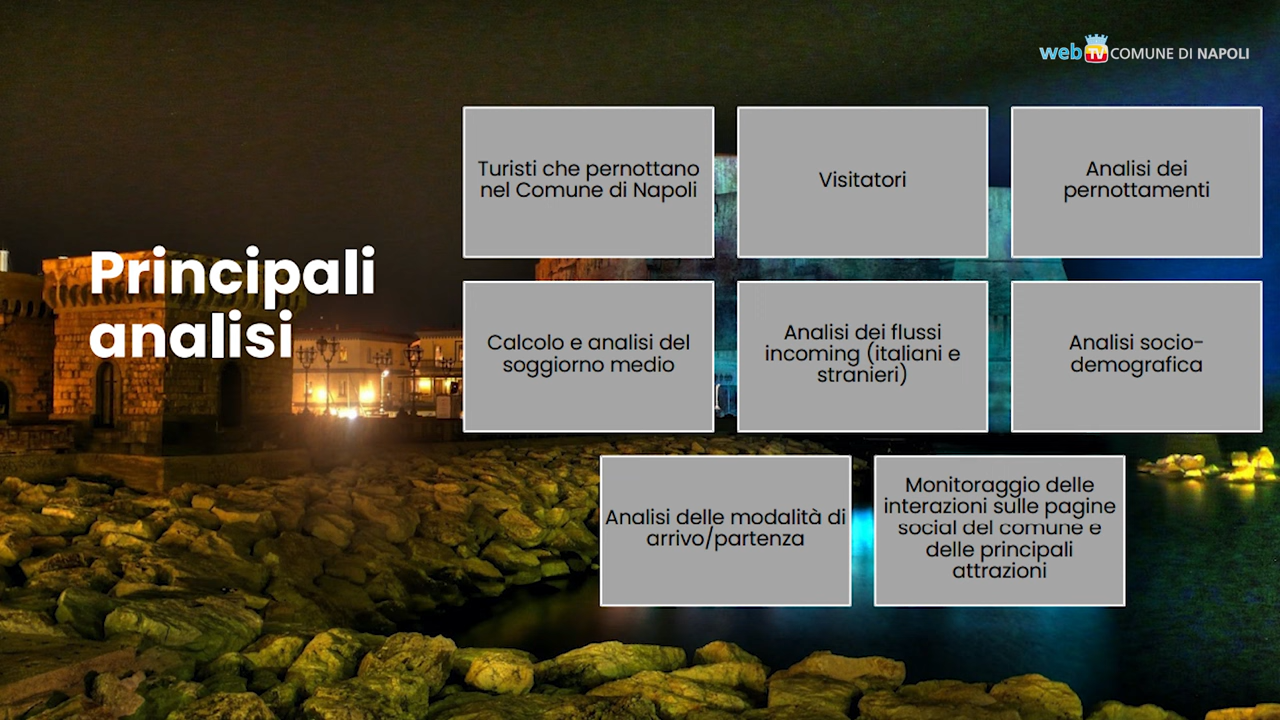 web TV COMUNE DI NAPOLI
Principali
analisi
Turisti che pernottano
nel Comune di Napoli
Visitatori
Analisi dei
pernottamenti
Calcolo e analisi del
soggiorno medio
Analisi dei flussi
incoming (italiani e
stranieri)
Analisi socio-
demografica
Analisi delle modalità di
arrivo/partenza
Monitoraggio delle
interazioni sulle pagine
social del comune e
delle principali
attrazioni